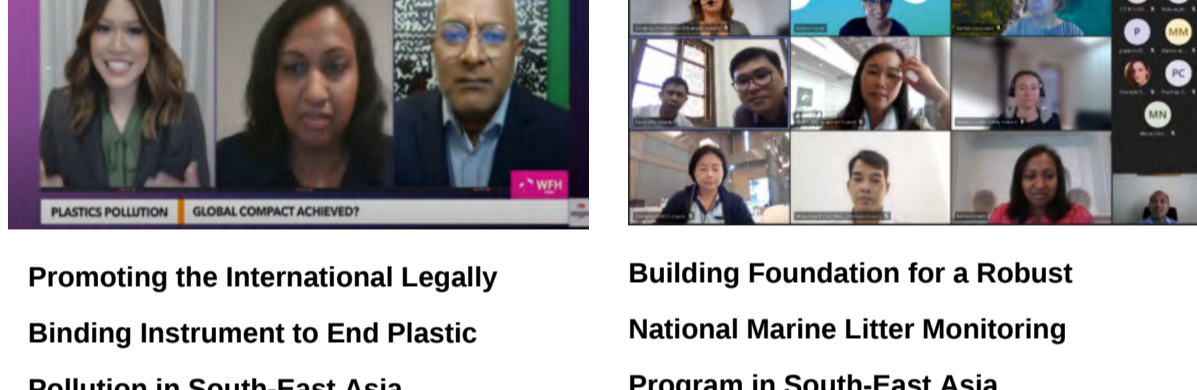 WFH
PLASTICS POLLUTION GLOBAL COMPACT ACHIEVED?
P
MM
PC
MN
Promoting the International Legally
Binding Instrument to End Plastic
Pollution in South-East Asia
Building Foundation for a Robust
National Marine Litter Monitoring
Program in South-East Asia